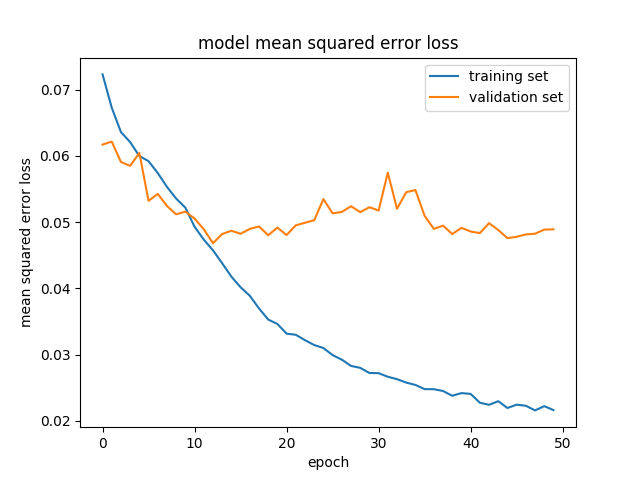 model mean squared error loss
training set
validation set
0.07
0.06
0.05
0.04
0.03
0.02
mean squared error loss
0
10
20
30
40
50
epoch